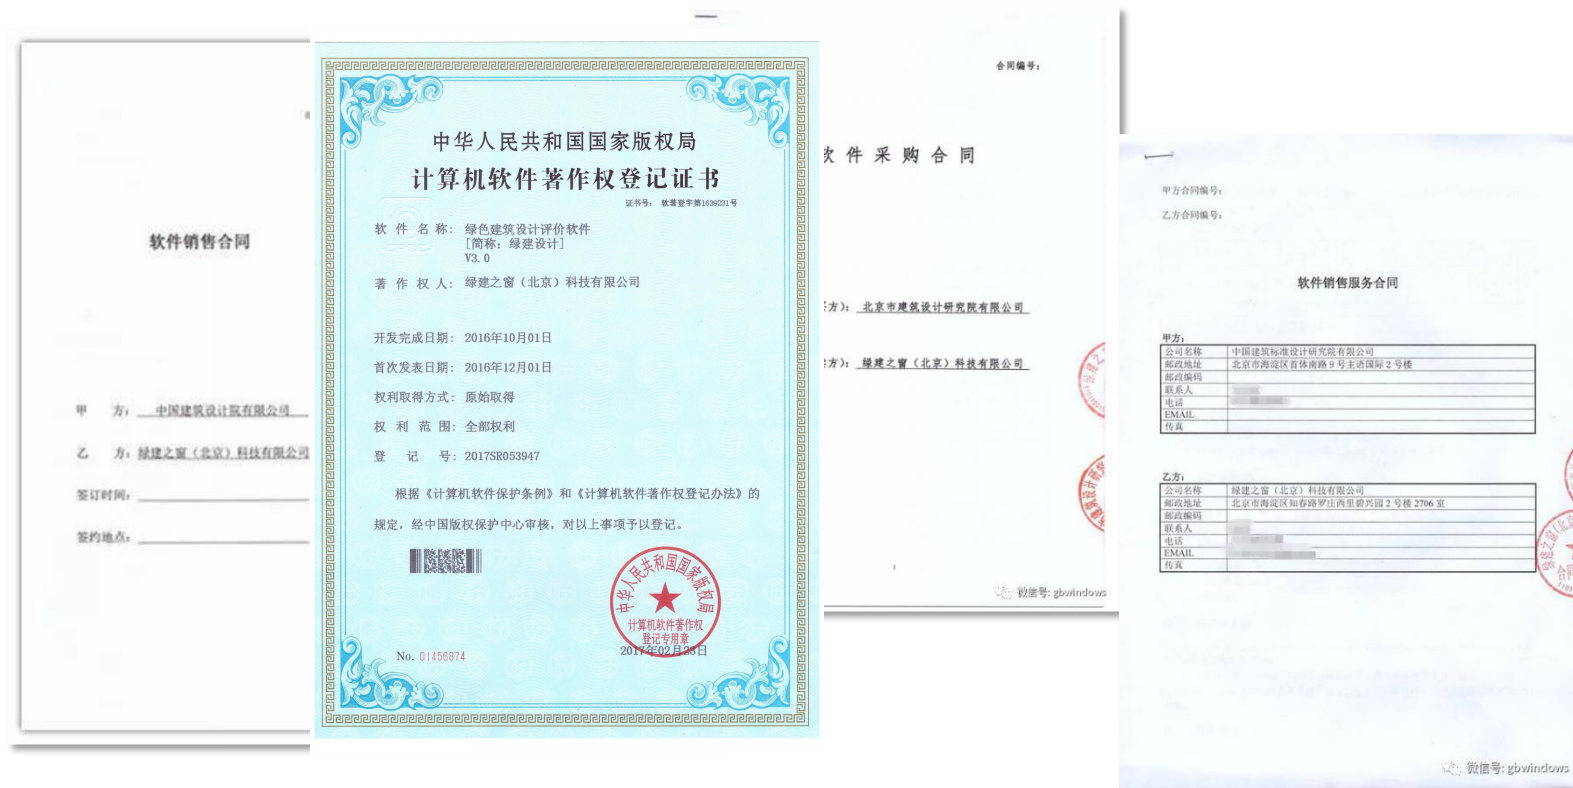 软件销售合同
甲 方: 中国建筑设计院有限公司
乙 方: 绿建之窗（北京）科技有限公司
签订时间:
签约地点:
中华人民共和国国家版权局
计算机软件著作权登记证书
证书号: 软著登字第1639231号
软件名称: 绿色建筑设计评价软件
[简称: 绿建设计]
V3.0
著作权人: 绿建之窗（北京）科技有限公司
开发完成日期: 2016年10月01日
首次发表日期: 2016年12月01日
权利取得方式: 原始取得
权利范围: 全部权利
登记号: 2017SR053947
根据《计算机软件保护条例》和《计算机软件著作权登记办法》的
规定，经中国版权保护中心审核，对以上事项予以登记。
中华人民共和国国家版权局
计算机软件著作权
登记专用章
2017年02月23日
No. 01456874
合同编号:
软件采购合同
方): 北京市建筑设计研究院有限公司
方): 绿建之窗（北京）科技有限公司
微信号: gbwindows
甲方合同编号:
乙方合同编号:
软件销售服务合同
甲方:
公司名称 中国建筑标准设计研究院有限公司
邮政地址 北京市海淀区首体南路9号主语国际2号楼
邮政编码
联系人
电话
EMAIL
传真
乙方:
公司名称 绿建之窗（北京）科技有限公司
邮政地址 北京市海淀区知春路罗庄西里碧兴园2号楼2706室
邮政编码
联系人
电话
EMAIL
传真
微信号: gbwindows